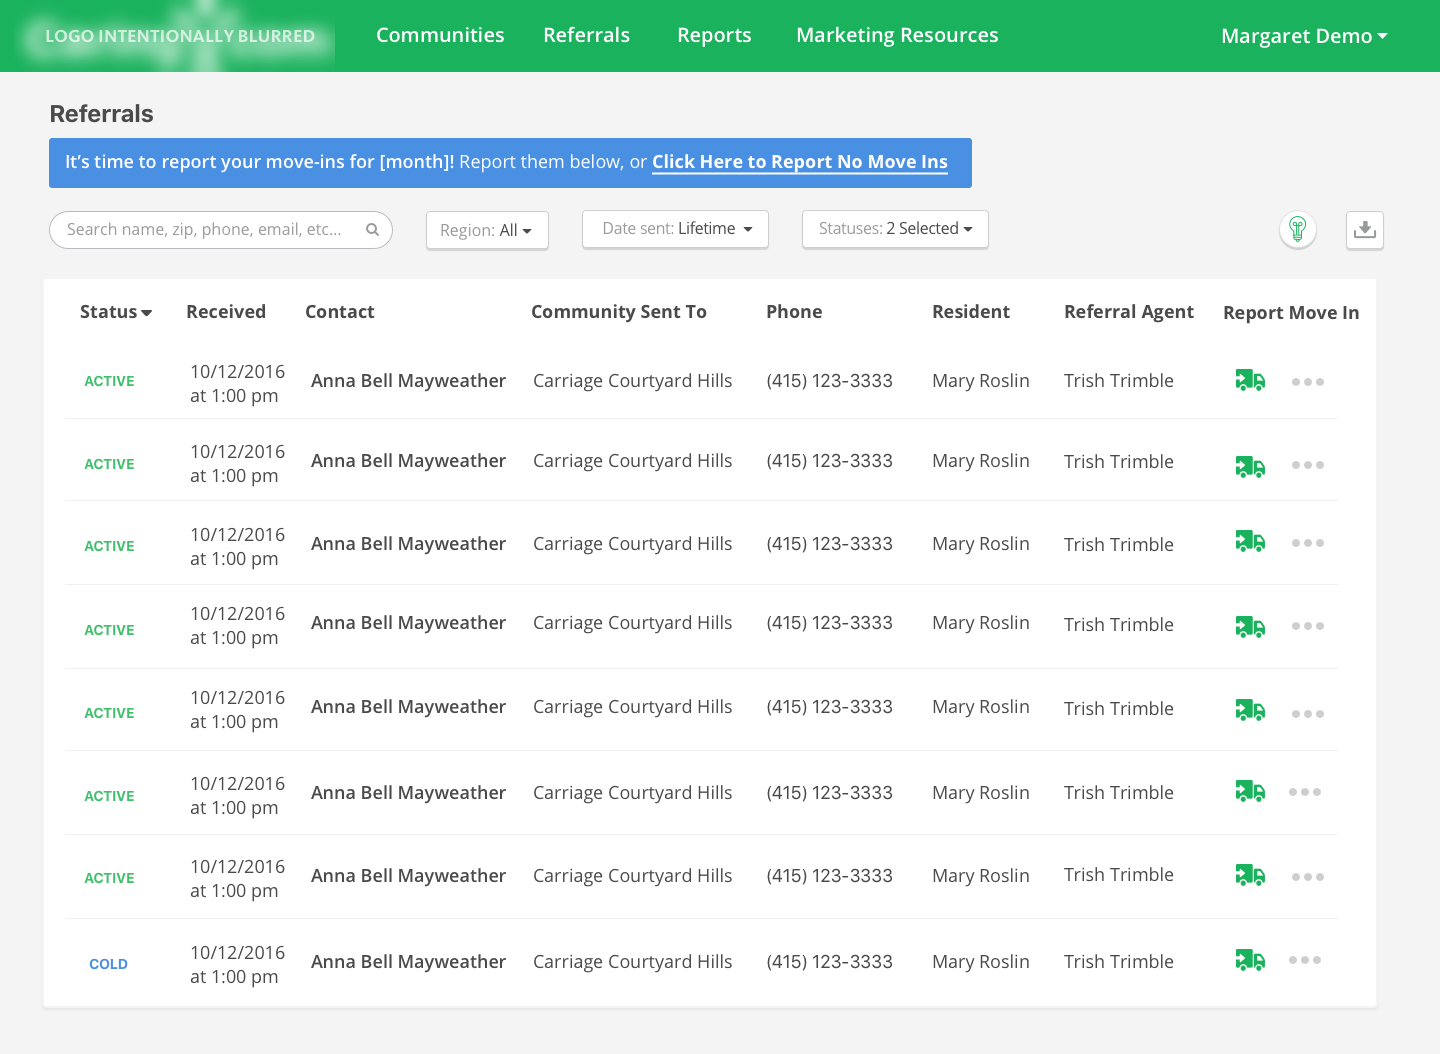 LOGO INTENTIONALLY BLURRED Communities Referrals Reports Marketing Resources Margaret Demo
Referrals
It's time to report your move-ins for [month]! Report them below, or Click Here to Report No Move Ins
Search name, zip, phone, email, etc... Region: All Date sent: Lifetime Statuses: 2 Selected
Status Received Contact Community Sent To Phone Resident Referral Agent Report Move In
ACTIVE 10/12/2016 at 1:00 pm Anna Bell Mayweather Carriage Courtyard Hills (415) 123-3333 Mary Roslin Trish Trimble
ACTIVE 10/12/2016 at 1:00 pm Anna Bell Mayweather Carriage Courtyard Hills (415) 123-3333 Mary Roslin Trish Trimble
ACTIVE 10/12/2016 at 1:00 pm Anna Bell Mayweather Carriage Courtyard Hills (415) 123-3333 Mary Roslin Trish Trimble
ACTIVE 10/12/2016 at 1:00 pm Anna Bell Mayweather Carriage Courtyard Hills (415) 123-3333 Mary Roslin Trish Trimble
ACTIVE 10/12/2016 at 1:00 pm Anna Bell Mayweather Carriage Courtyard Hills (415) 123-3333 Mary Roslin Trish Trimble
ACTIVE 10/12/2016 at 1:00 pm Anna Bell Mayweather Carriage Courtyard Hills (415) 123-3333 Mary Roslin Trish Trimble
ACTIVE 10/12/2016 at 1:00 pm Anna Bell Mayweather Carriage Courtyard Hills (415) 123-3333 Mary Roslin Trish Trimble
COLD 10/12/2016 at 1:00 pm Anna Bell Mayweather Carriage Courtyard Hills (415) 123-3333 Mary Roslin Trish Trimble